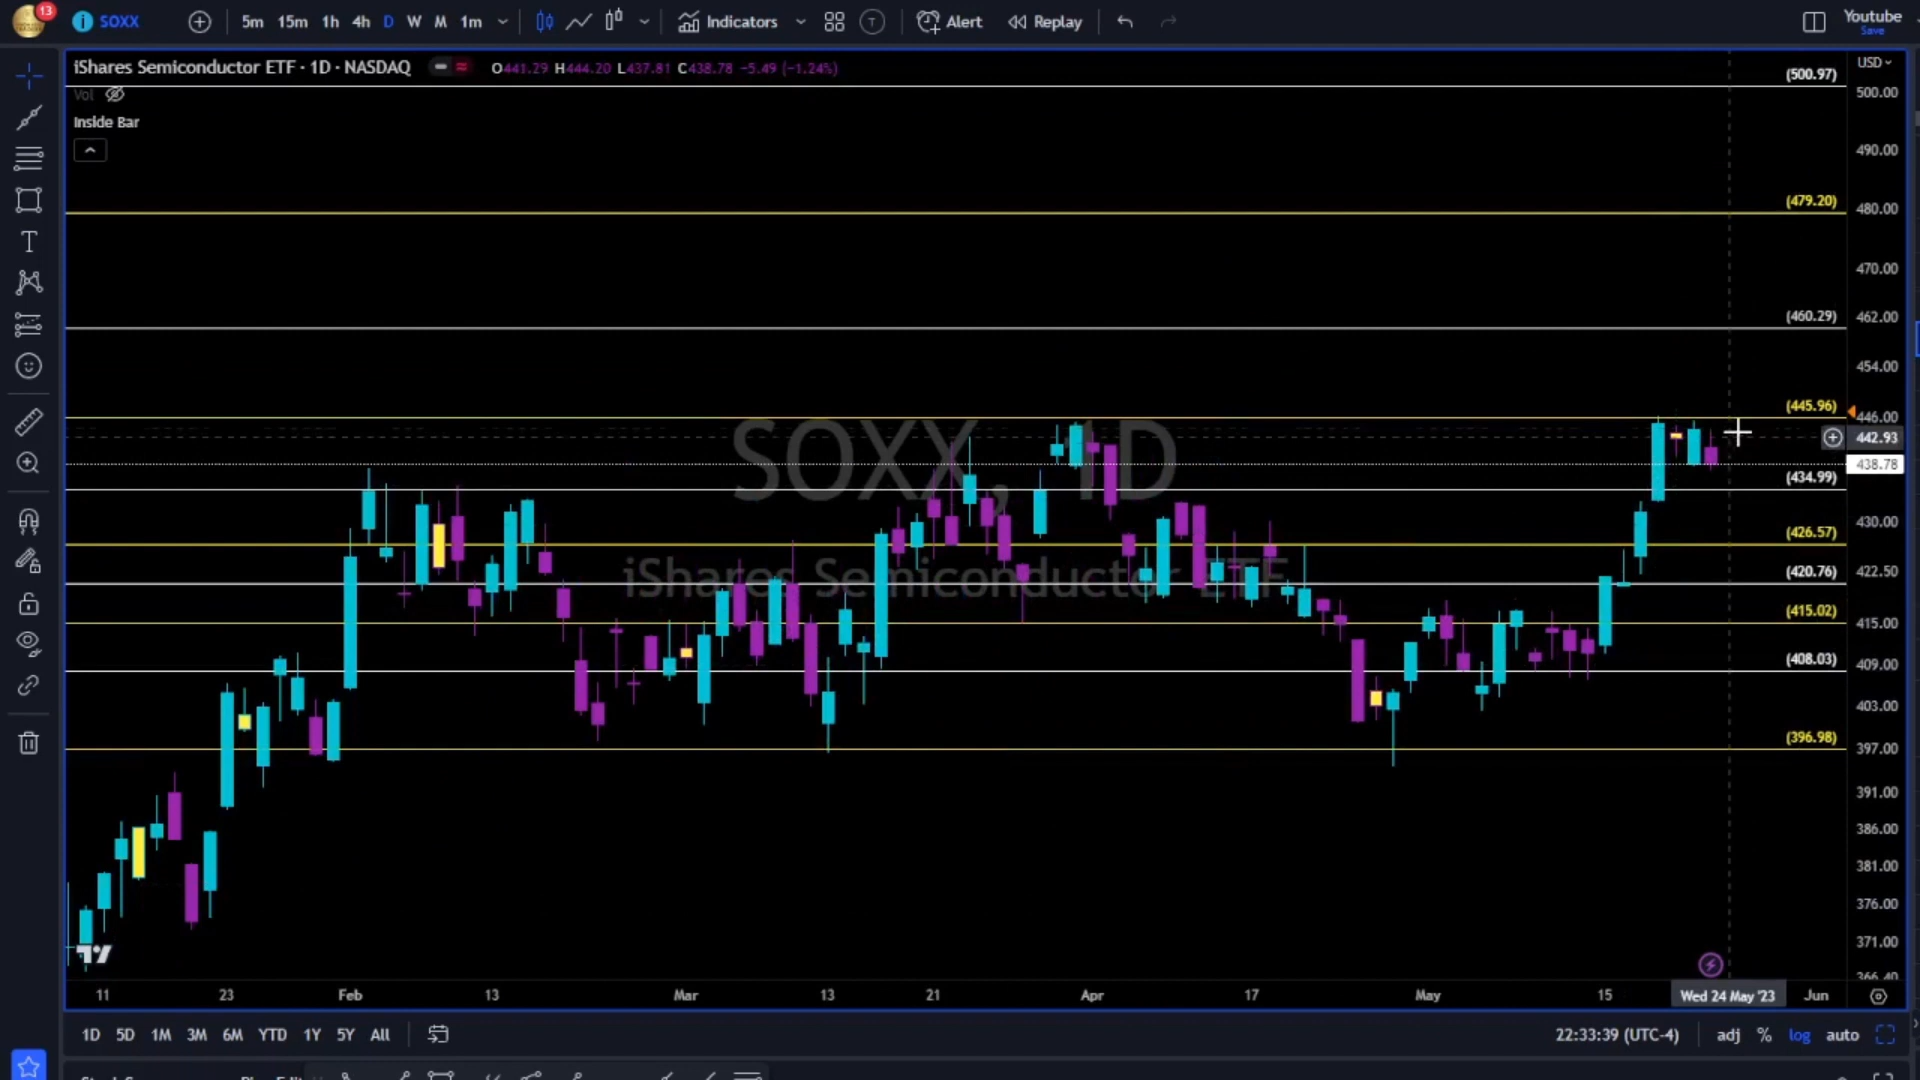 13
SOXX
5m 15m 1h 4h D W M 1m
Indicators
T
Alert
Replay
Youtube
Save
iShares Semiconductor ETF · 1D · NASDAQ
O441.29 H444.20 L437.81 C438.78 −5.49 (−1.24%)
USD
Vol
Inside Bar
(500.97)
500.00
490.00
(479.20)
480.00
470.00
(460.29)
462.00
454.00
(445.96)
446.00
442.93
438.78
(434.99)
430.00
(426.57)
(420.76)
422.50
(415.02)
415.00
(408.03)
409.00
403.00
(396.98)
397.00
391.00
386.00
381.00
376.00
371.00
366.40
SOXX, 1D
iShares Semiconductor ETF
11 23 Feb 13 Mar 13 21 Apr 17 May 15 Wed 24 May '23 Jun
1D 5D 1M 3M 6M YTD 1Y 5Y All
22:33:39 (UTC-4)
adj % log auto